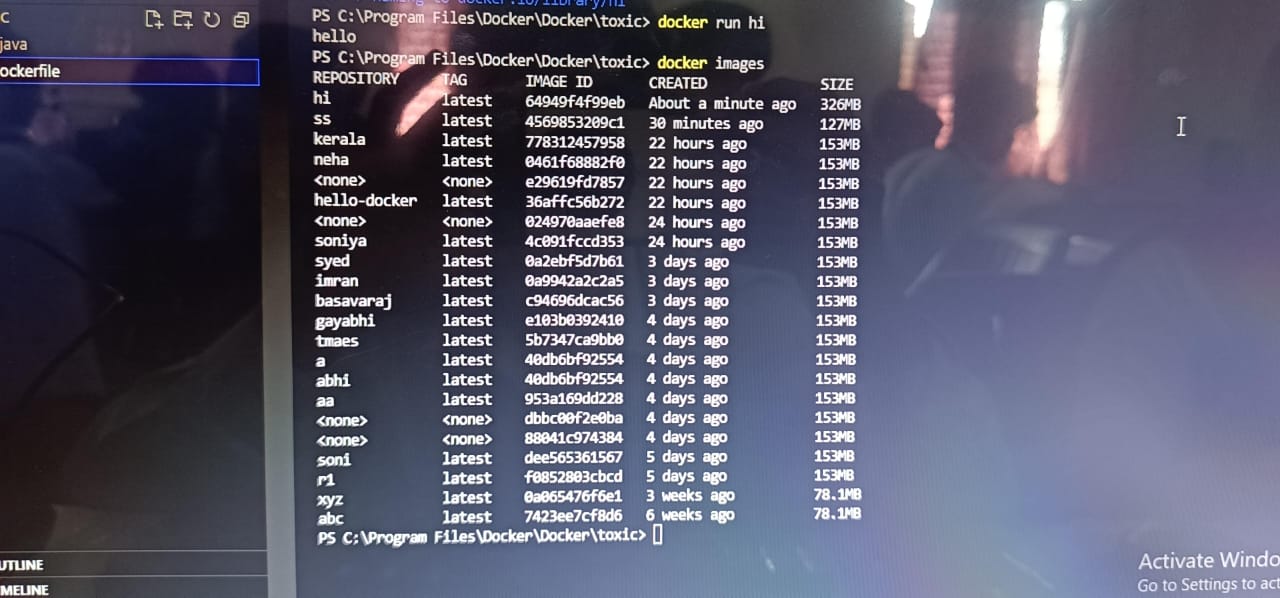 java
ockerfile
UTLINE
MELINE
PS C:\Program Files\Docker\Docker\toxic> docker run hi
hello
PS C:\Program Files\Docker\Docker\toxic> docker images
REPOSITORY TAG IMAGE ID CREATED SIZE
hi latest 64949f4f99eb About a minute ago 326MB
ss latest 4569853209c1 30 minutes ago 127MB
kerala latest 778312457958 22 hours ago 153MB
neha latest 0461f68882f0 22 hours ago 153MB
<none> <none> e29619fd7857 22 hours ago 153MB
hello-docker latest 36affc56b272 22 hours ago 153MB
<none> <none> 024970aaefe8 24 hours ago 153MB
soniya latest 4c091fccd353 24 hours ago 153MB
syed latest 0a2ebf5d7b61 3 days ago 153MB
imran latest 0a9942a2c2a5 3 days ago 153MB
basavaraj latest c94696dcac56 3 days ago 153MB
gayabhi latest e103b0392410 4 days ago 153MB
tmaes latest 5b7347ca9bb0 4 days ago 153MB
a latest 40db6bf92554 4 days ago 153MB
abhi latest 40db6bf92554 4 days ago 153MB
aa latest 953a169dd228 4 days ago 153MB
<none> <none> dbbc00f2e0ba 4 days ago 153MB
<none> <none> 88041c974384 4 days ago 153MB
soni latest dee565361567 5 days ago 153MB
r1 latest f0852803cbcd 5 days ago 153MB
xyz latest 0a065476f6e1 3 weeks ago 78.1MB
abc latest 7423ee7cf8d6 6 weeks ago 78.1MB
PS C:\Program Files\Docker\Docker\toxic>
Activate Windo
Go to Settings to act